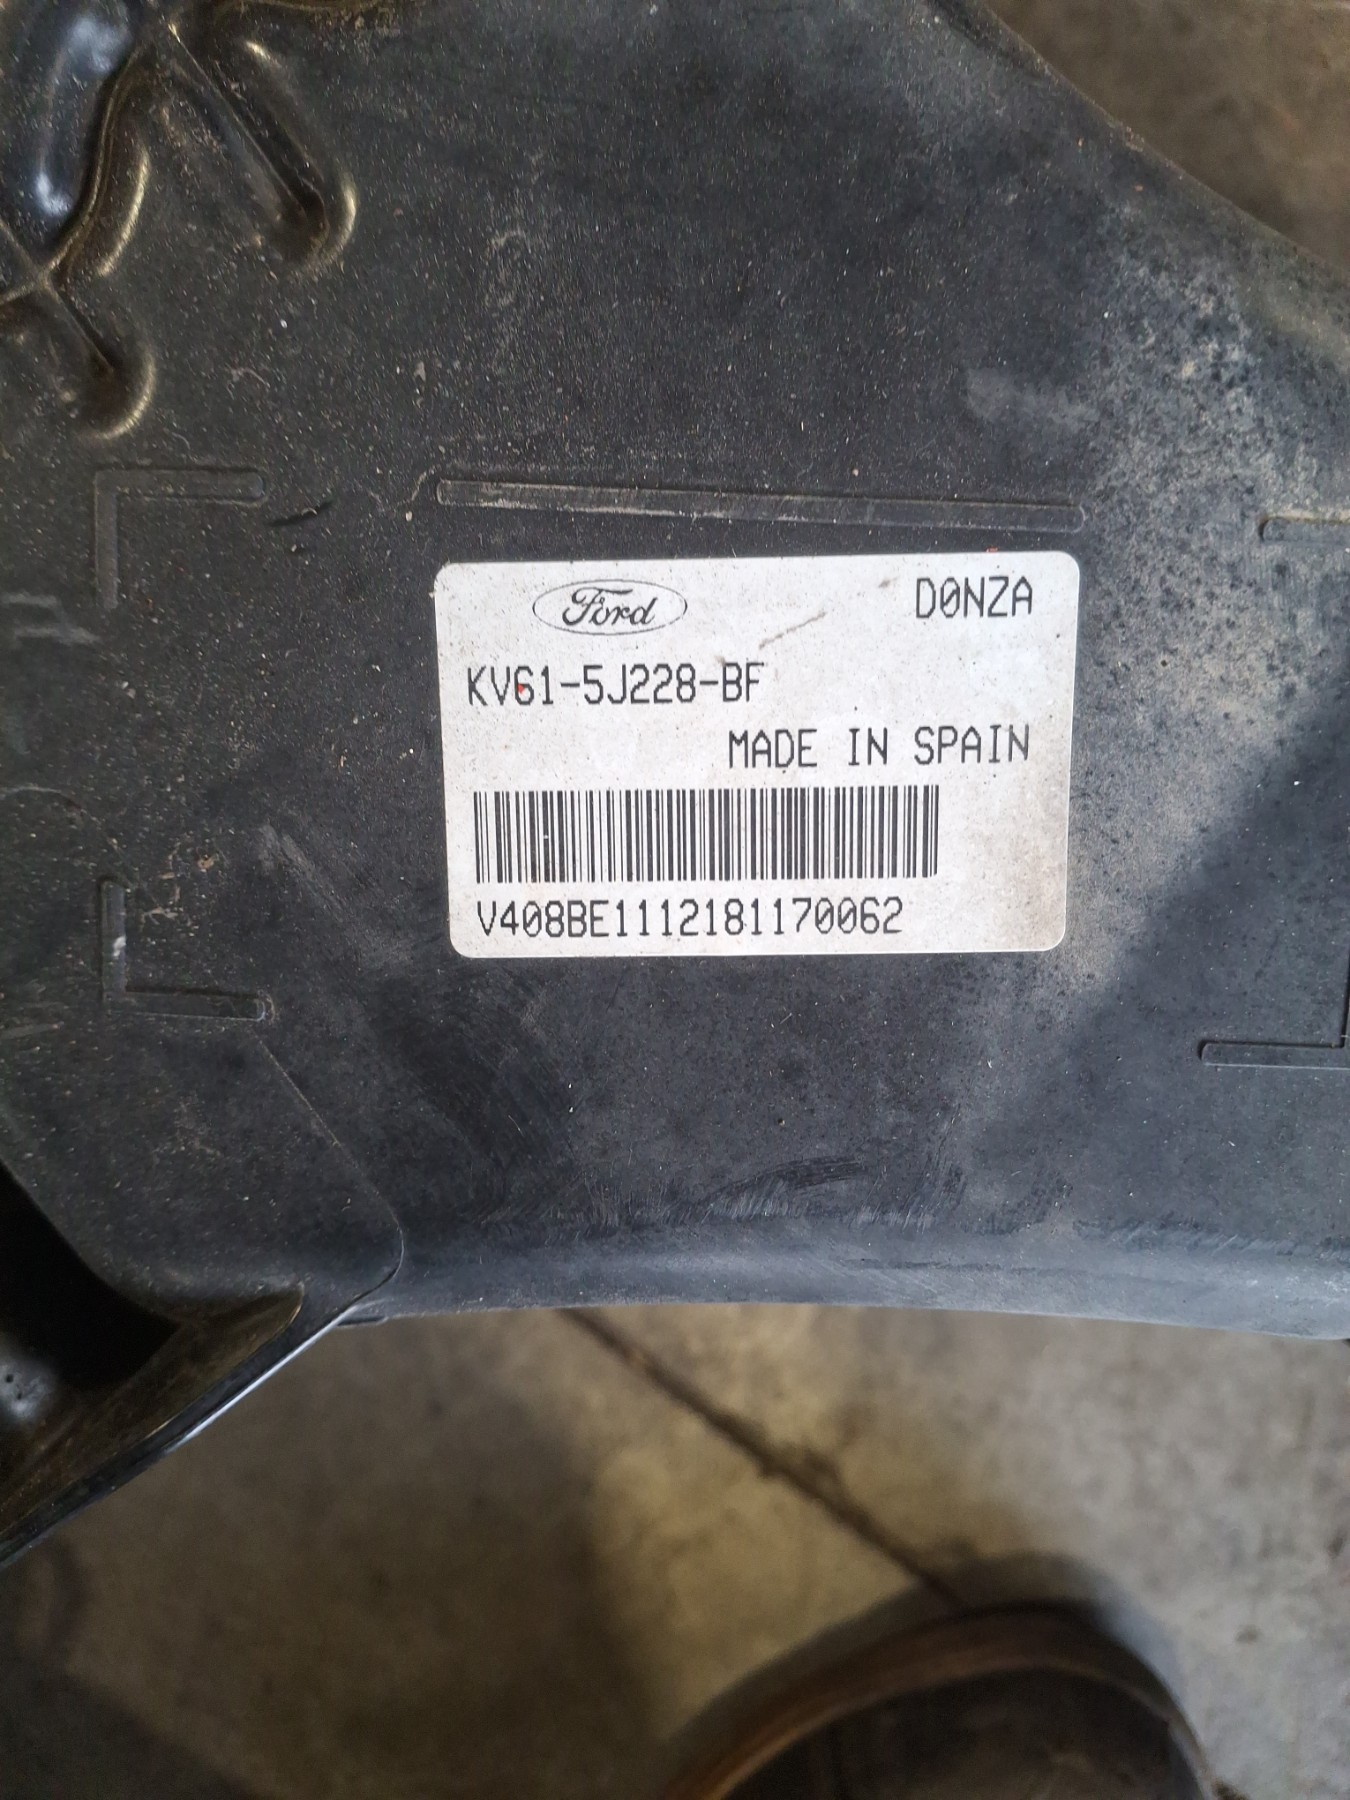 Ford
D0NZA
KV61-5J228-BF
MADE IN SPAIN
V408BE1112181170062